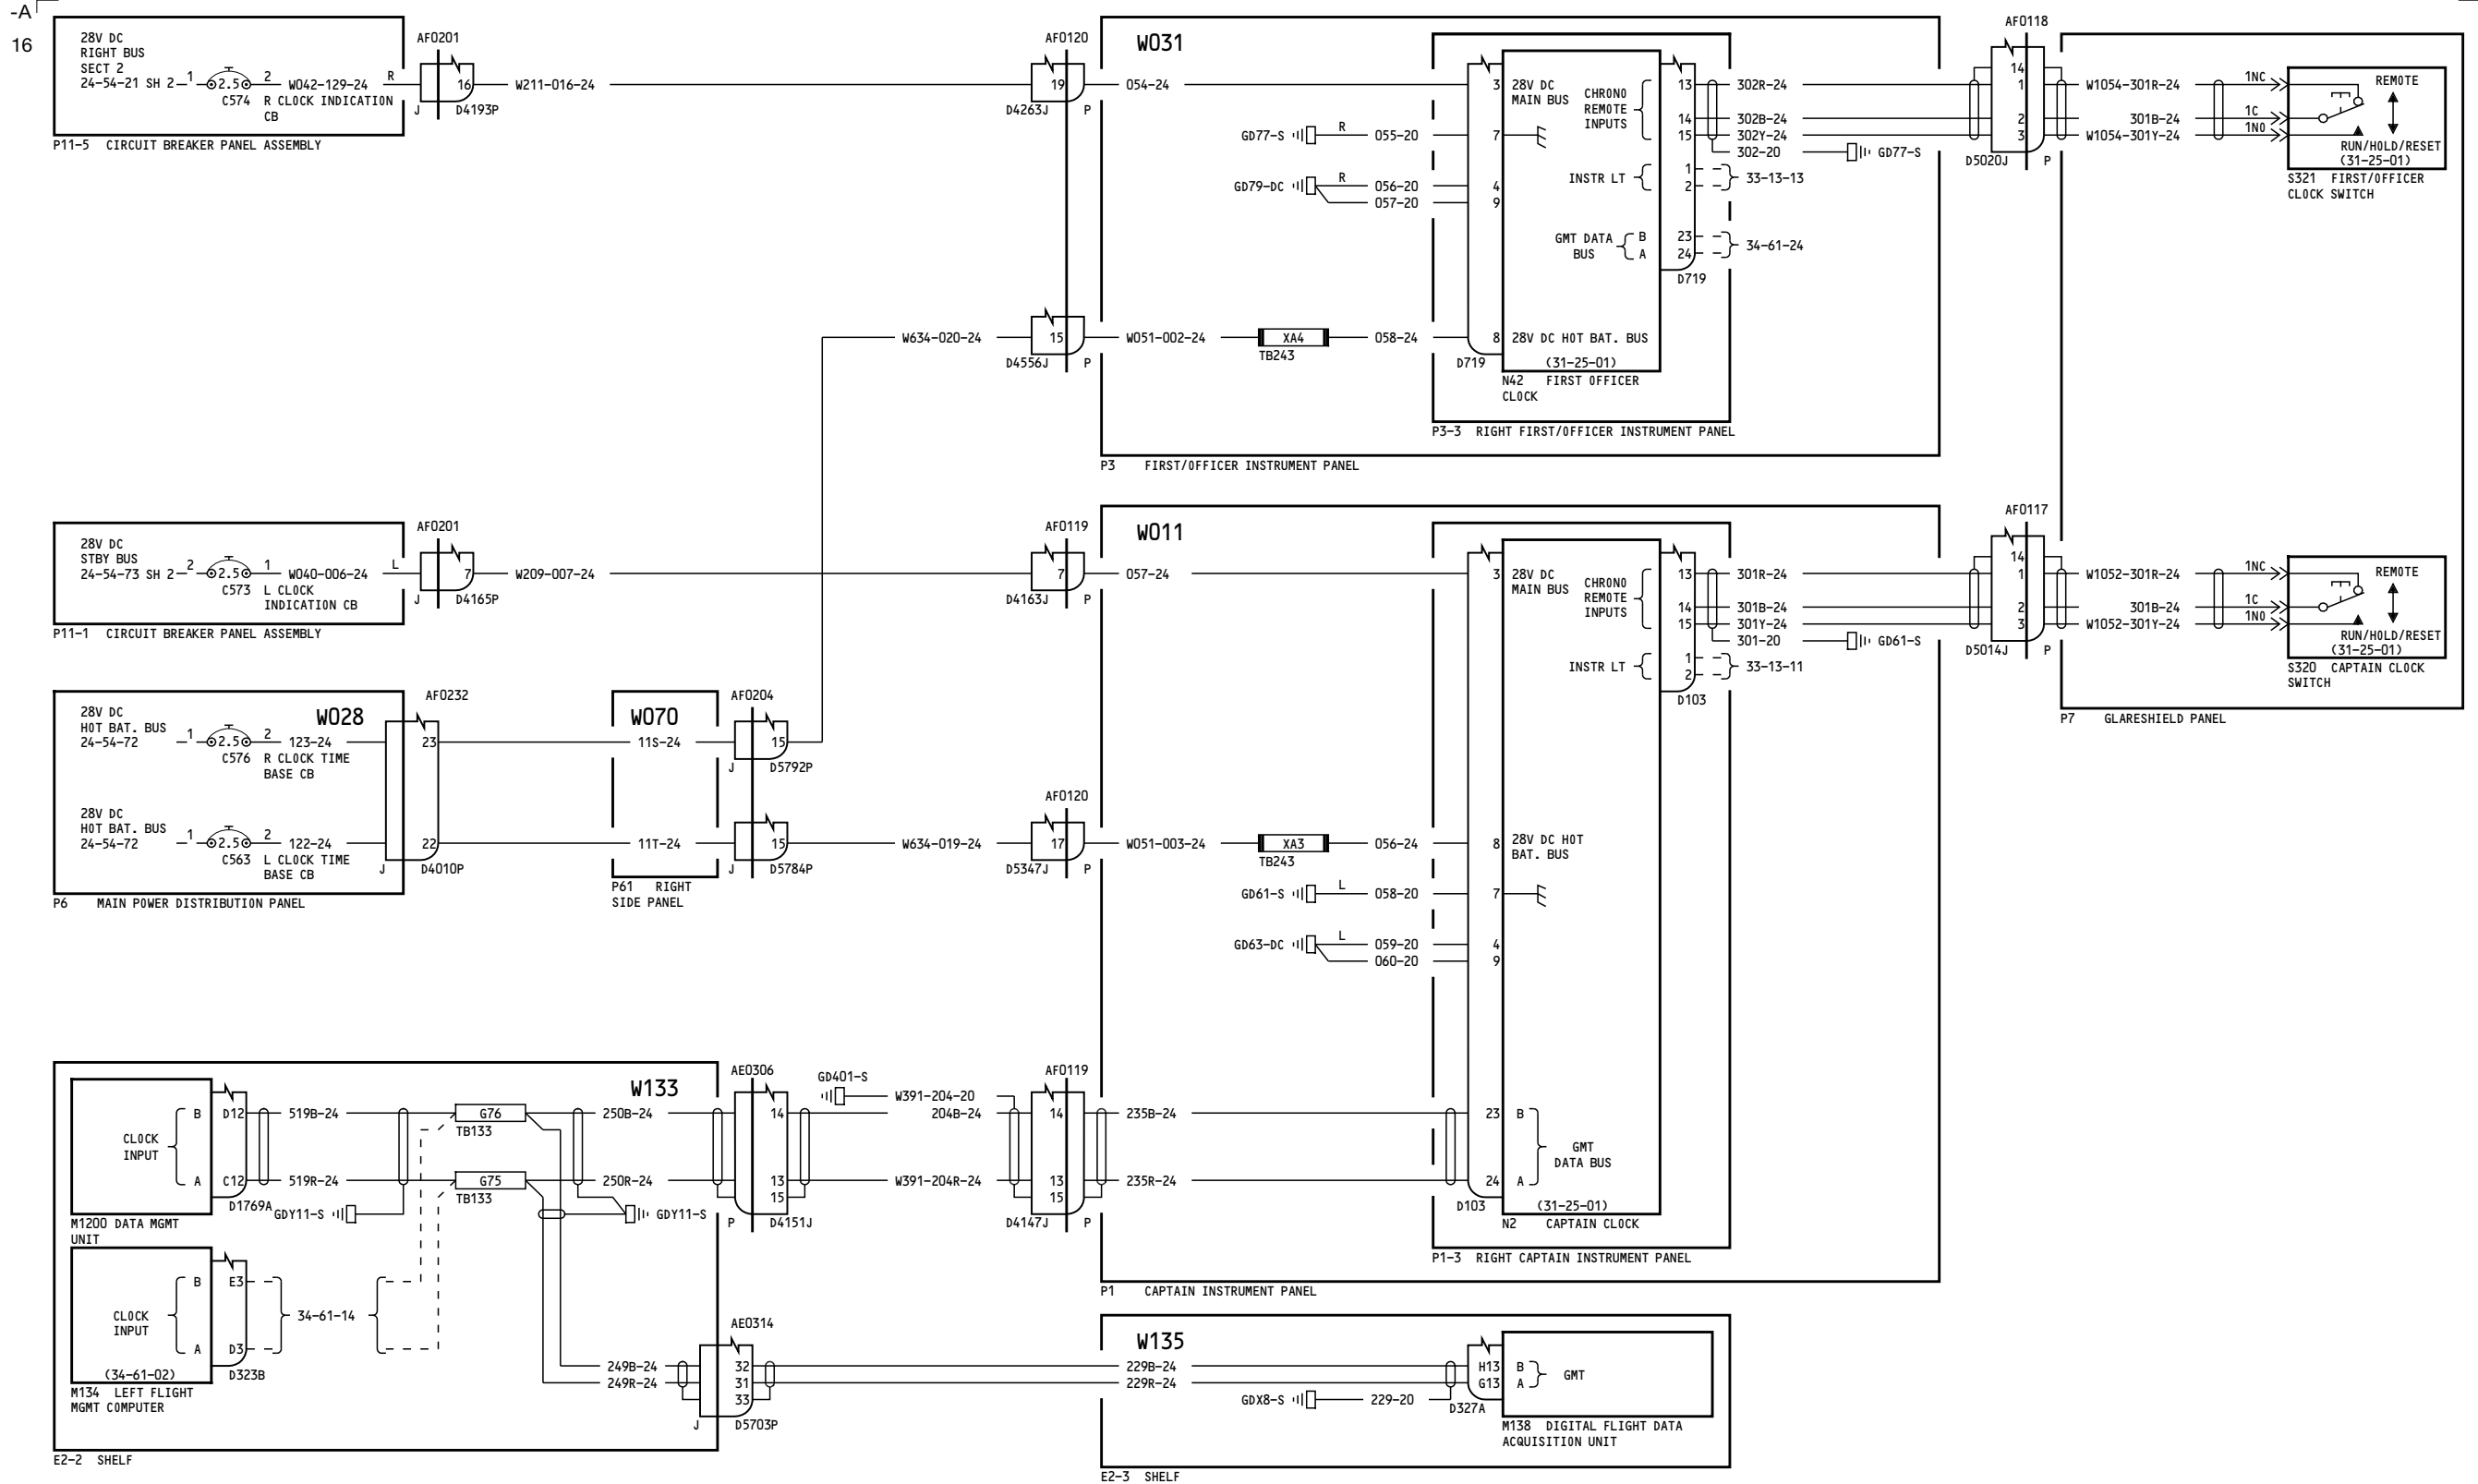 -A
16
28V DC
RIGHT BUS
SECT 2
24-54-21 SH 2
1
2.5
2
W042-129-24
R
C574 R CLOCK INDICATION
CB
P11-5 CIRCUIT BREAKER PANEL ASSEMBLY
AF0201
16
J D4193P
W211-016-24
AF0120
19
D4263J P
W031
054-24
GD77-S R 055-20
GD79-DC R 056-20
057-20
3 28V DC
MAIN BUS
7
4
9
CHRONO
REMOTE
INPUTS
13
14
15
INSTR LT
1
2
GMT DATA
BUS
B 23
A 24
D719
302R-24
302B-24
302Y-24
302-20
GD77-S
33-13-13
34-61-24
W634-020-24
15
D4556J P
W051-002-24
XA4
TB243
058-24
8 28V DC HOT BAT. BUS
D719
(31-25-01)
N42 FIRST OFFICER
CLOCK
P3-3 RIGHT FIRST/OFFICER INSTRUMENT PANEL
P3 FIRST/OFFICER INSTRUMENT PANEL
AF0118
14
1
2
3
D5020J P
W1054-301R-24
301B-24
W1054-301Y-24
1NC
1C
1NO
REMOTE
RUN/HOLD/RESET
(31-25-01)
S321 FIRST/OFFICER
CLOCK SWITCH
28V DC
STBY BUS
24-54-73 SH 2
2
2.5
1
W040-006-24
L
C573 L CLOCK
INDICATION CB
P11-1 CIRCUIT BREAKER PANEL ASSEMBLY
AF0201
7
J D4165P
W209-007-24
AF0119
7
D4163J P
W011
057-24
3 28V DC
MAIN BUS
CHRONO
REMOTE
INPUTS
13
14
15
INSTR LT
1
2
D103
301R-24
301B-24
301Y-24
301-20
GD61-S
33-13-11
AF0117
14
1
2
3
D5014J P
W1052-301R-24
301B-24
W1052-301Y-24
1NC
1C
1NO
REMOTE
RUN/HOLD/RESET
(31-25-01)
S320 CAPTAIN CLOCK
SWITCH
P7 GLARESHIELD PANEL
28V DC
HOT BAT. BUS
24-54-72
1
2.5
2
123-24
C576 R CLOCK TIME
BASE CB
W028
AF0232
23
28V DC
HOT BAT. BUS
24-54-72
1
2.5
2
122-24
C563 L CLOCK TIME
BASE CB
22
J D4010P
P6 MAIN POWER DISTRIBUTION PANEL
W070
11S-24
11T-24
P61 RIGHT
SIDE PANEL
AF0204
15
J D5792P
15
J D5784P
W634-019-24
AF0120
17
D5347J P
W051-003-24
XA3
TB243
056-24
8 28V DC HOT
BAT. BUS
GD61-S L 058-20
7
GD63-DC L 059-20
060-20
4
9
M1200 DATA MGMT
UNIT
CLOCK
INPUT
B D12
A C12
D1769A
519B-24
519R-24
GDY11-S
G76
TB133
G75
TB133
W133
250B-24
250R-24
GDY11-S
AE0306
14
13
15
P D4151J
GD401-S
W391-204-20
204B-24
W391-204R-24
AF0119
14
13
15
D4147J P
235B-24
235R-24
23 B
24 A
GMT
DATA BUS
D103
(31-25-01)
N2 CAPTAIN CLOCK
P1-3 RIGHT CAPTAIN INSTRUMENT PANEL
P1 CAPTAIN INSTRUMENT PANEL
CLOCK
INPUT
B E3
A D3
34-61-14
(34-61-02)
D323B
M134 LEFT FLIGHT
MGMT COMPUTER
249B-24
249R-24
AE0314
32
31
33
J D5703P
E2-2 SHELF
W135
229B-24
229R-24
GDX8-S 229-20
H13 B
G13 A
GMT
D327A
M138 DIGITAL FLIGHT DATA
ACQUISITION UNIT
E2-3 SHELF